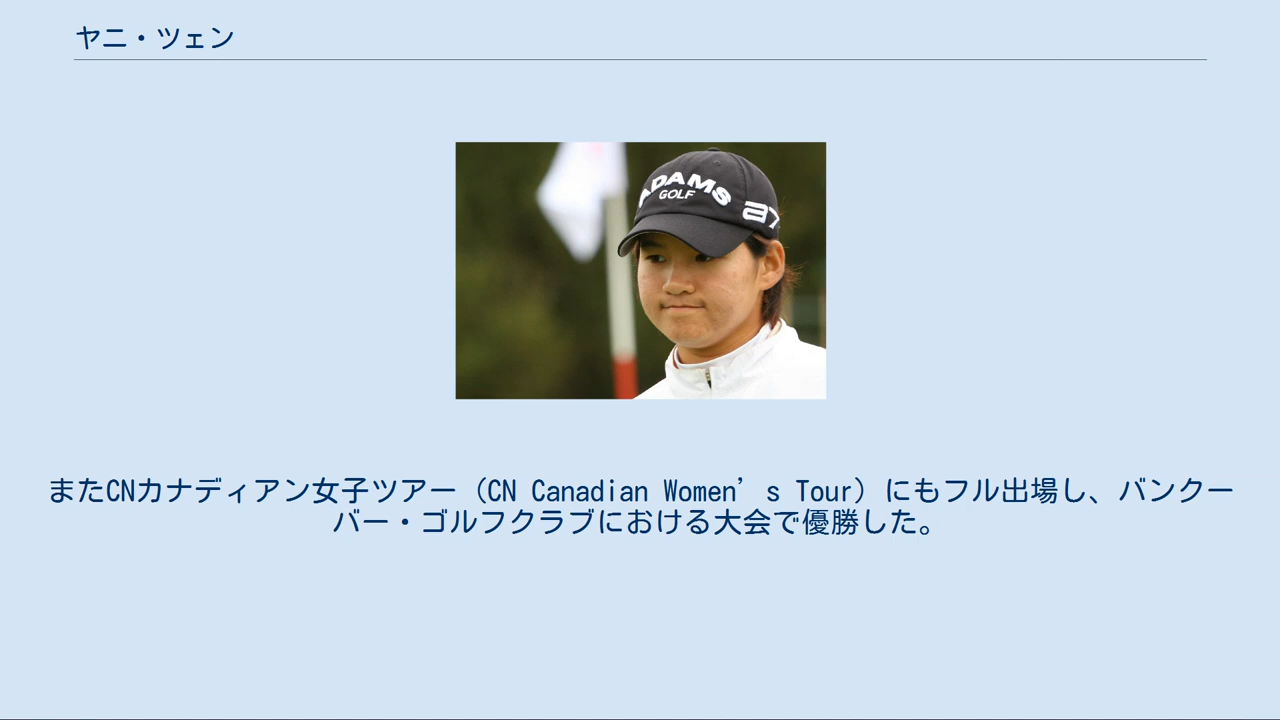 ヤニ・ツェン
ADAMS
GOLF
a7
またCNカナディアン女子ツアー（CN Canadian Women’s Tour）にもフル出場し、バンクー
バー・ゴルフクラブにおける大会で優勝した。